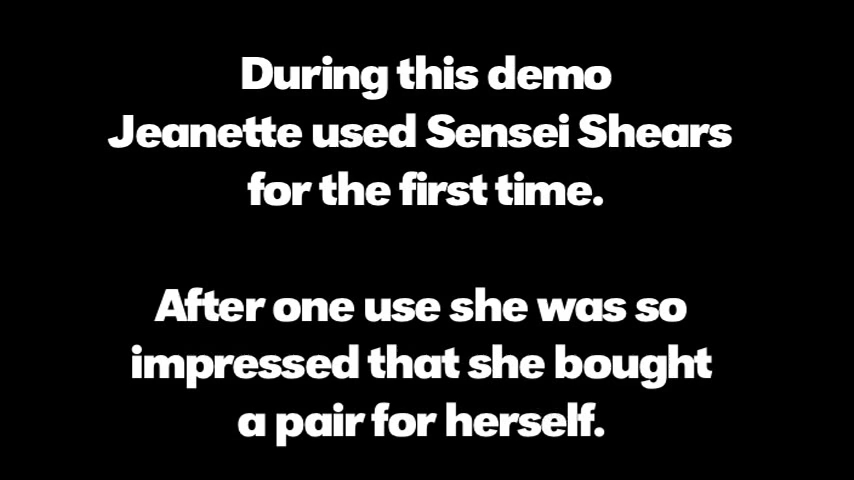 During this demo
Jeanette used Sensei Shears
for the first time.
After one use she was so
impressed that she bought
a pair for herself.